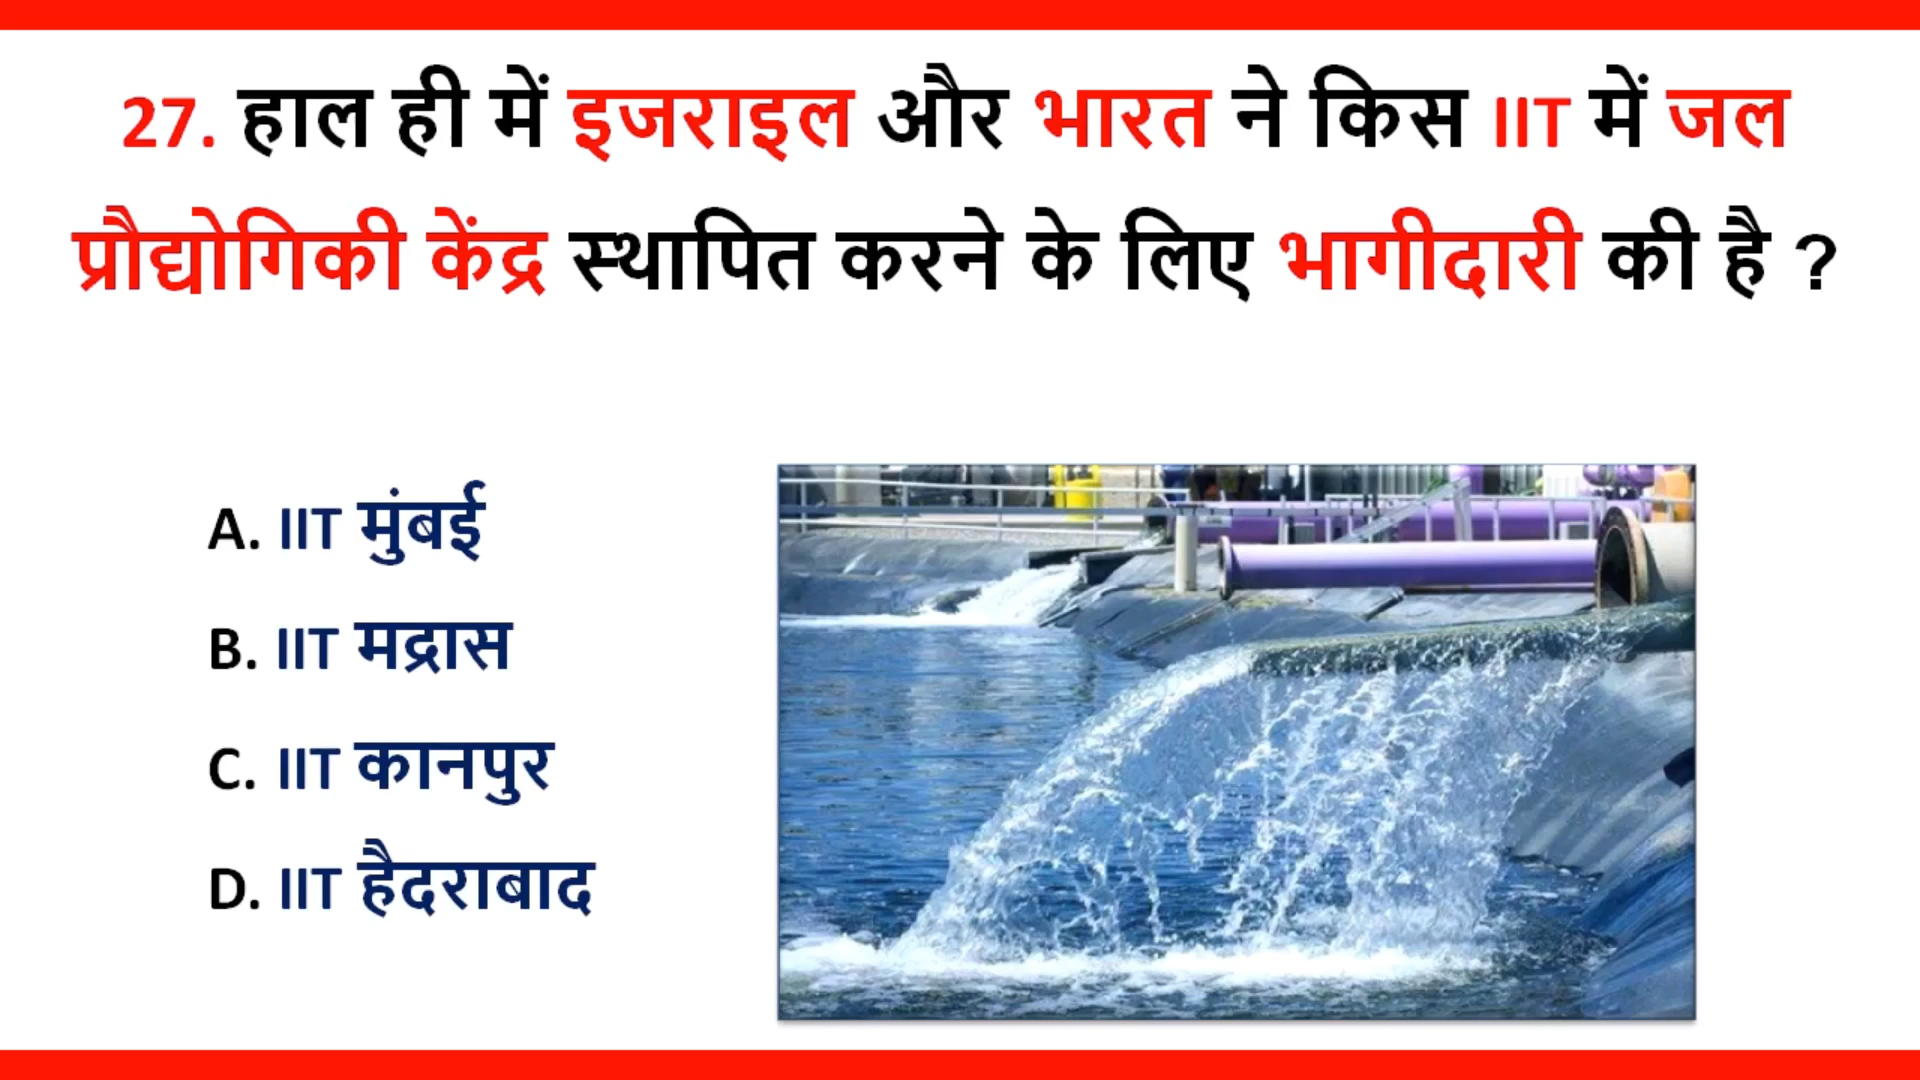 27. हाल ही में इजराइल और भारत ने किस IIT में जल
प्रौद्योगिकी केंद्र स्थापित करने के लिए भागीदारी की है ?
A. IIT मुंबई
B. IIT मद्रास
C. IIT कानपुर
D. IIT हैदराबाद